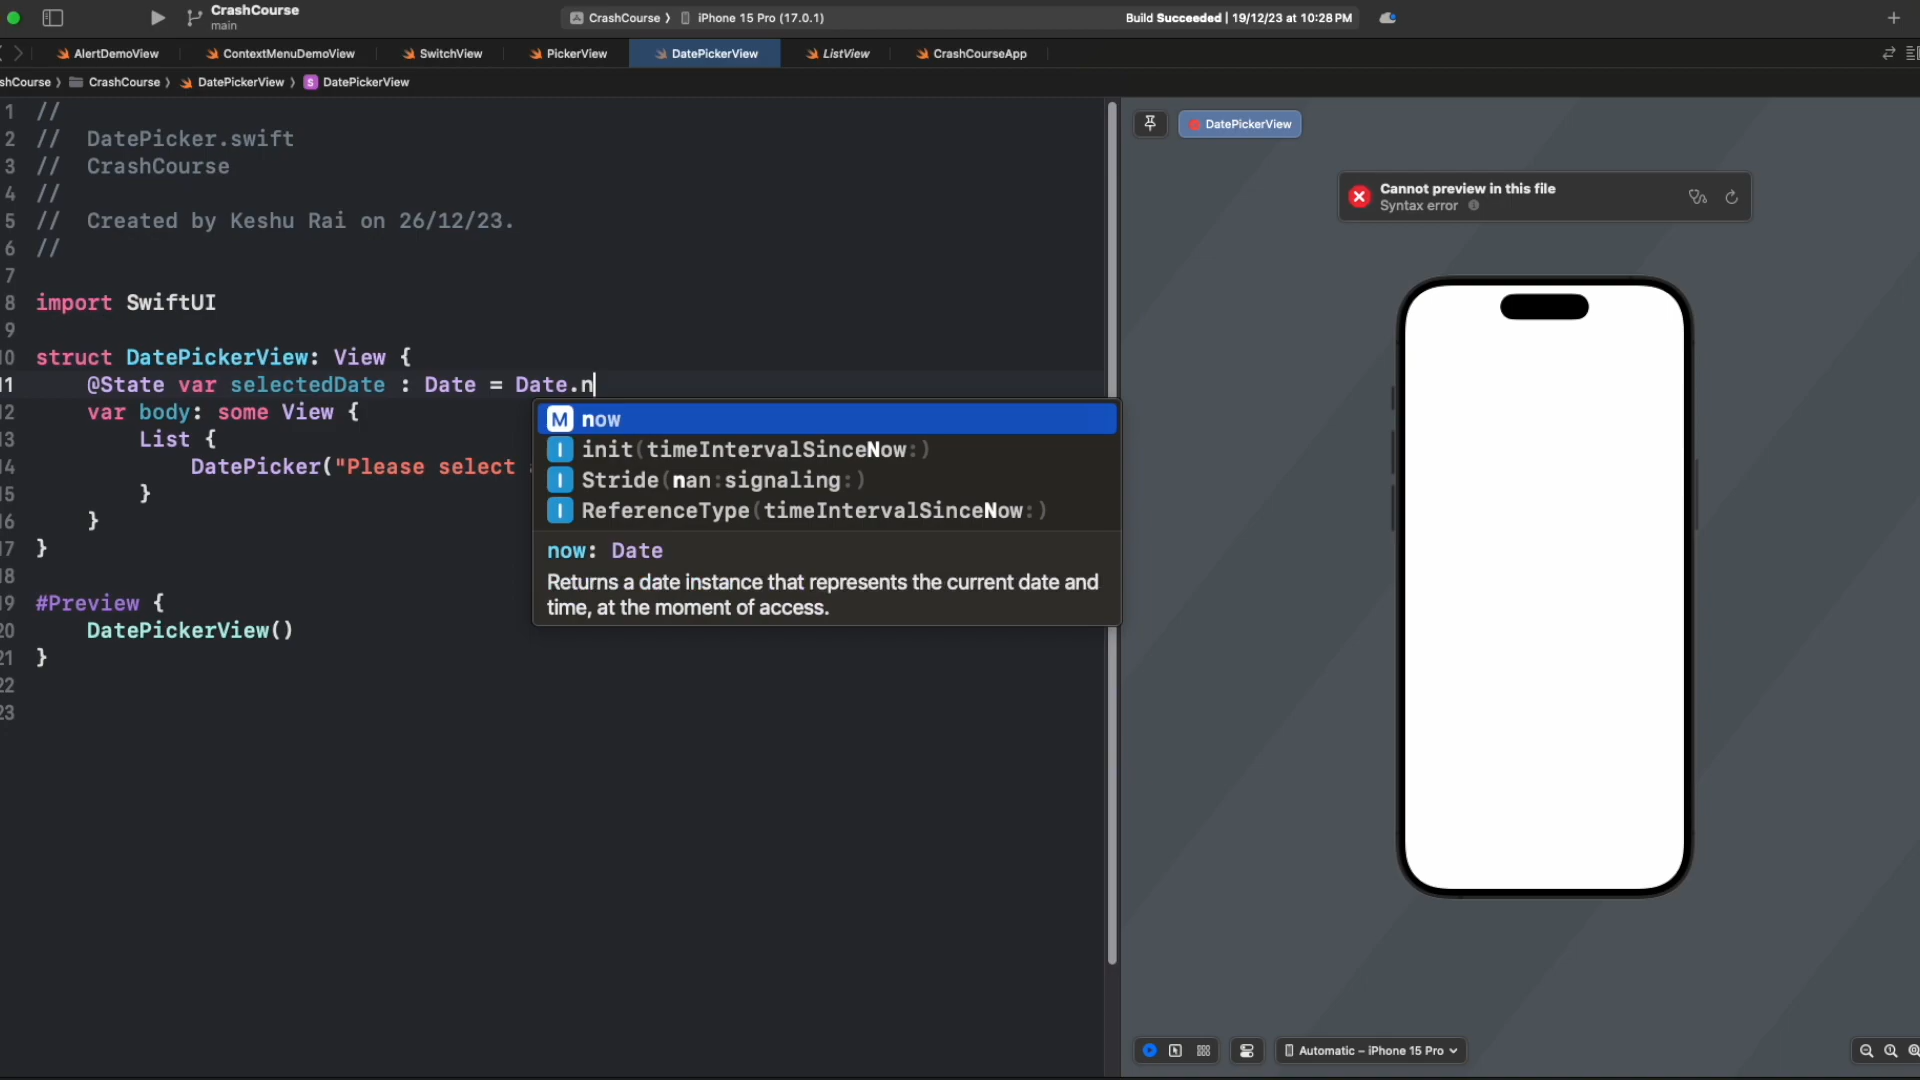 CrashCourse
main
CrashCourse
iPhone 15 Pro (17.0.1)
Build Succeeded | 19/12/23 at 10:28 PM
AlertDemoView
ContextMenuDemoView
SwitchView
PickerView
DatePickerView
ListView
CrashCourseApp
shCourse
CrashCourse
DatePickerView
S DatePickerView
1 //
2 // DatePicker.swift
3 // CrashCourse
4 //
5 // Created by Keshu Rai on 26/12/23.
6 //
7
8 import SwiftUI
9
10 struct DatePickerView: View {
11 @State var selectedDate : Date = Date.n
12 var body: some View {
13 List {
14 DatePicker("Please select
15 }
16 }
17 }
18
19 #Preview {
20 DatePickerView()
21 }
22
23
M now
I init(timeIntervalSinceNow:)
I Stride(nan:signaling:)
I ReferenceType(timeIntervalSinceNow:)
now: Date
Returns a date instance that represents the current date and
time, at the moment of access.
DatePickerView
Cannot preview in this file
Syntax error
Automatic – iPhone 15 Pro